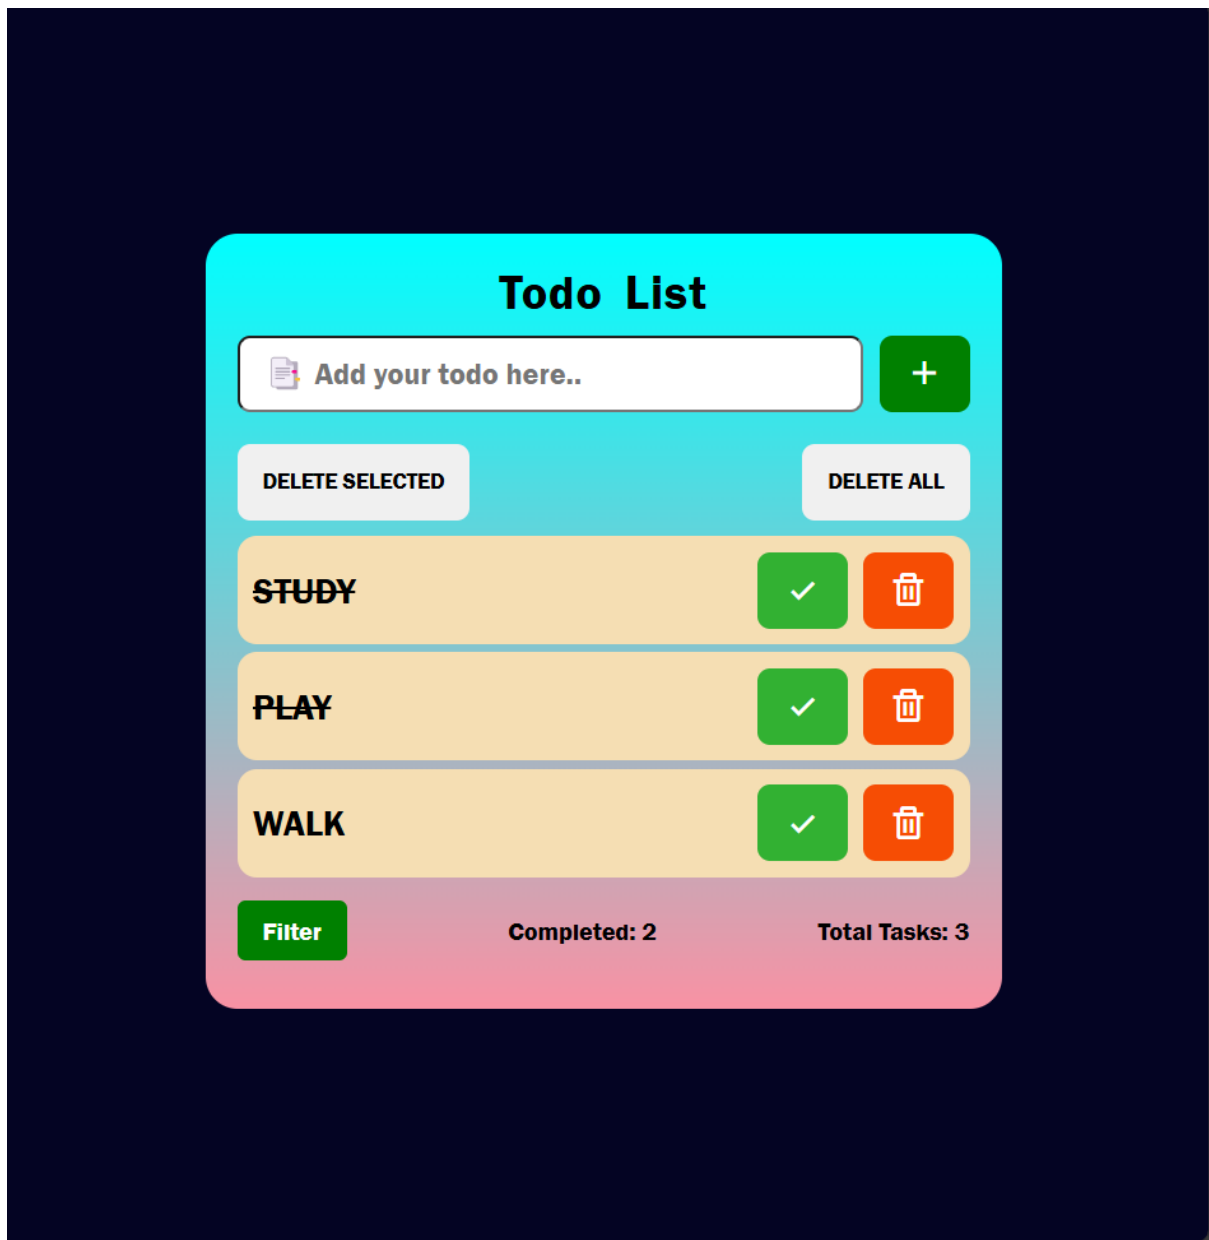 Todo List
Add your todo here..
+
DELETE SELECTED DELETE ALL
STUDY
PLAY
WALK
Filter Completed: 2 Total Tasks: 3